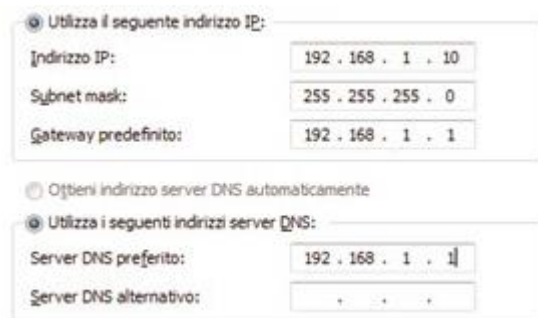 Utilizza il seguente indirizzo IP:
Indirizzo IP: 192 . 168 . 1 . 10
Subnet mask: 255 . 255 . 255 . 0
Gateway predefinito: 192 . 168 . 1 . 1
Ottieni indirizzo server DNS automaticamente
Utilizza i seguenti indirizzi server DNS:
Server DNS preferito: 192 . 168 . 1 . 1
Server DNS alternativo: . . .